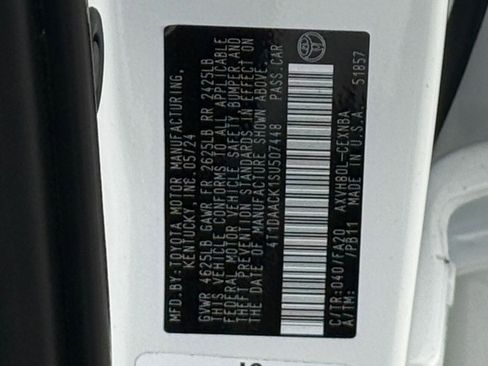 MFD.BY: TOYOTA MOTOR MANUFACTURING,
KENTUCKY, INC. 05/24
GVWR 4625LB GAWR FR 2625LB RR 2425LB
THIS VEHICLE CONFORMS TO ALL APPLICABLE
FEDERAL MOTOR VEHICLE SAFETY, BUMPER AND
THEFT PREVENTION STANDARDS IN EFFECT ON
THE DATE OF MANUFACTURE SHOWN ABOVE.
4T1DAACK1SU507448 PASS.CAR
C/TR:040/FA20 AXVH80L-CEXNBA
A/TM: /PB11 MADE IN U.S.A. 51857